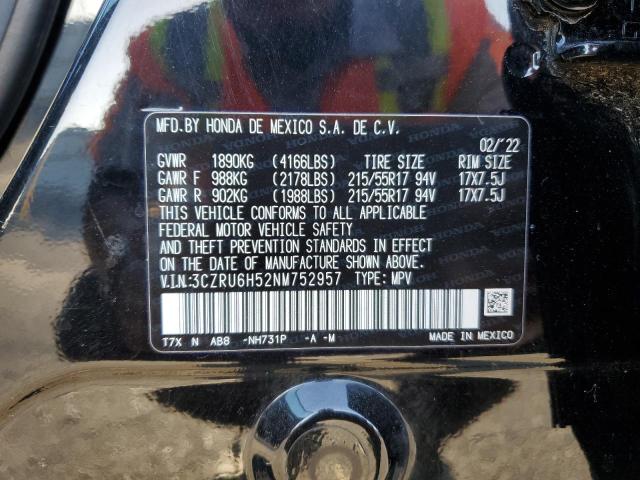 MFD.BY HONDA DE MEXICO S.A. DE C.V.
02/'22
GVWR 1890KG (4166LBS) TIRE SIZE RIM SIZE
GAWR F 988KG (2178LBS) 215/55R17 94V 17X7.5J
GAWR R 902KG (1988LBS) 215/55R17 94V 17X7.5J
THIS VEHICLE CONFORMS TO ALL APPLICABLE
FEDERAL MOTOR VEHICLE SAFETY
AND THEFT PREVENTION STANDARDS IN EFFECT
ON THE DATE OF MANUFACTURE SHOWN ABOVE.
V.I.N.:3CZRU6H52NM752957 TYPE: MPV
T7X N AB8 -NH731P -A -M MADE IN MEXICO